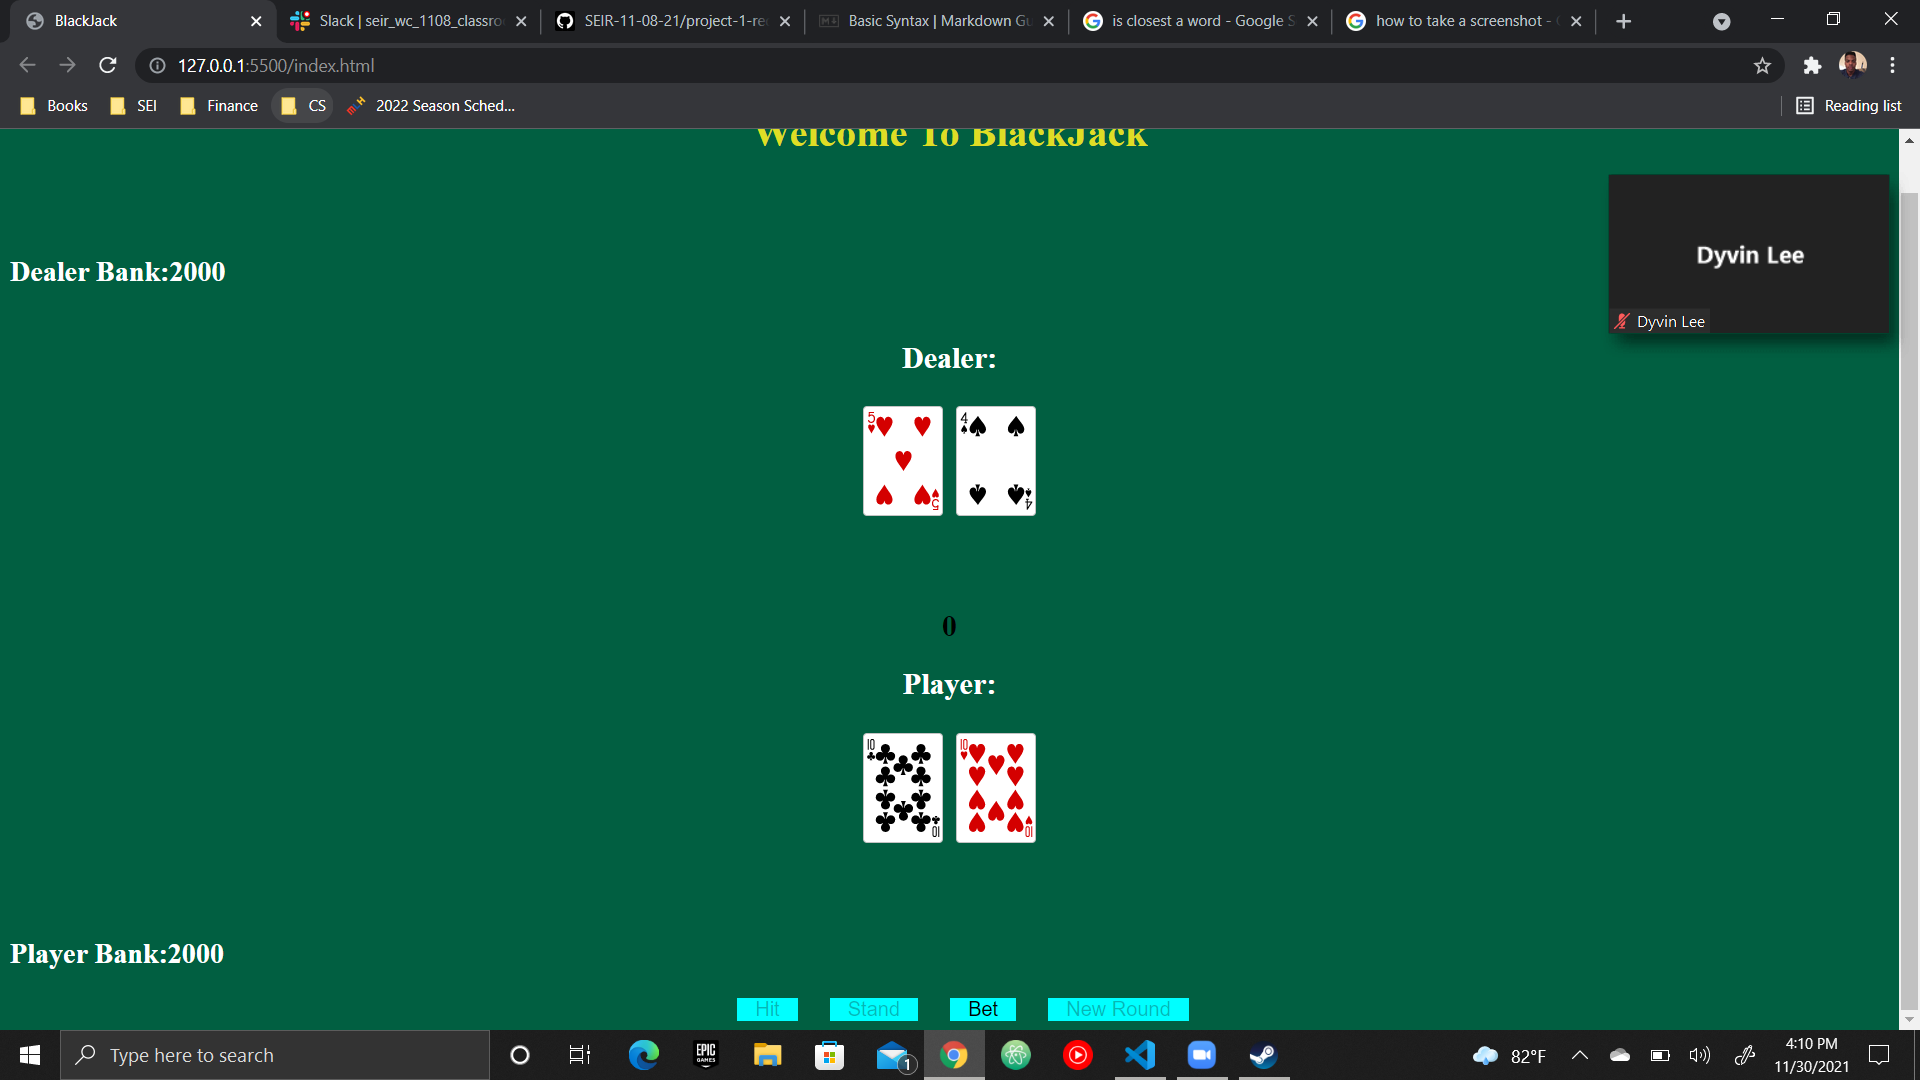 BlackJack
Slack | seir_wc_1108_classro
SEIR-11-08-21/project-1-re
Basic Syntax | Markdown Gu
is closest a word - Google S
how to take a screenshot -
127.0.0.1:5500/index.html
Books
SEI
Finance
CS
2022 Season Sched...
Reading list
Welcome To BlackJack
Dyvin Lee
Dyvin Lee
Dealer Bank:2000
Dealer:
5
5
4
4
0
Player:
10
10
10
10
Player Bank:2000
Hit
Stand
Bet
New Round
Type here to search
EPIC
GAMES
1
82°F
4:10 PM
11/30/2021